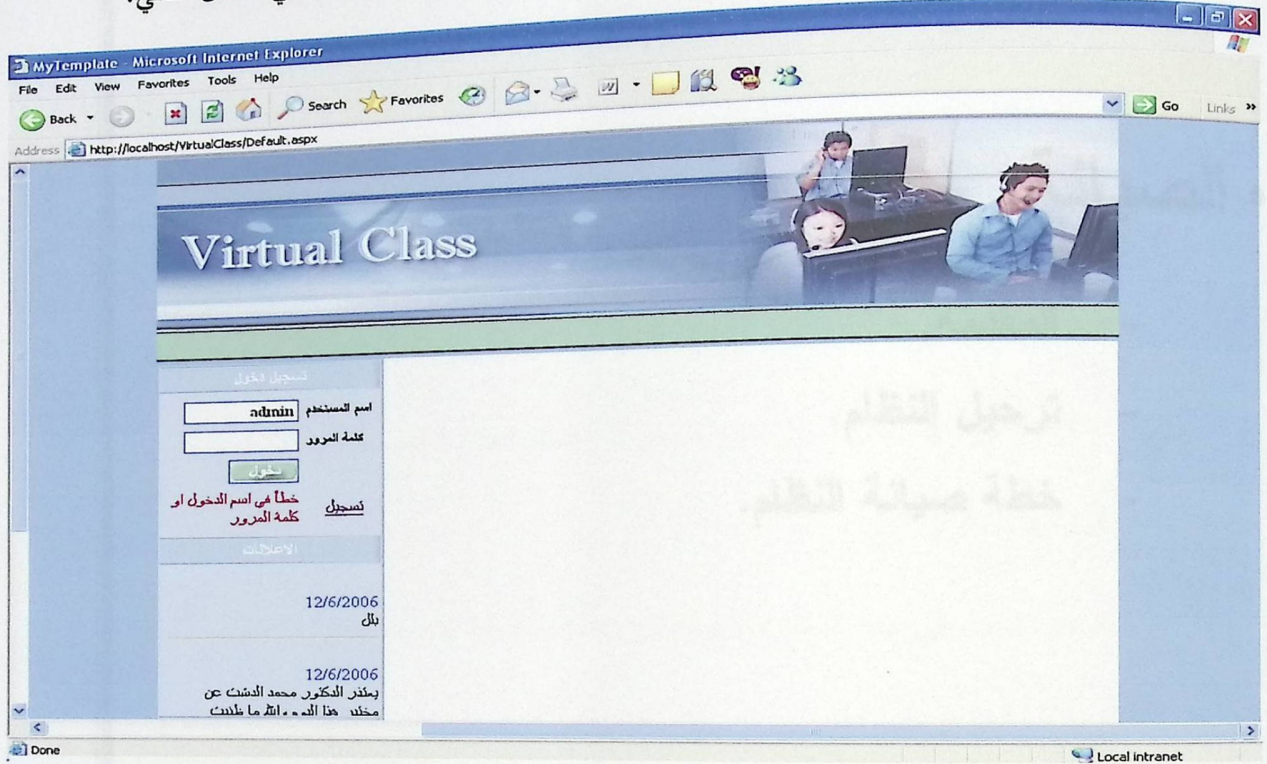 MyTemplate - Microsoft Internet Explorer
File Edit View Favorites Tools Help
Back Search Favorites Go Links »
Address http://localhost/VirtualClass/Default.aspx
Virtual Class
تسجيل دخول
اسم المستخدم admin
كلمة المرور
دخول
تسجيل خطأ في اسم الدخول او
كلمة المرور
الاعلانات
12/6/2006
بلل
12/6/2006
يعتذر الدكتور محمد الدشت عن
هذا اليوم
ترحيل النظام
خطة صيانة النظام.
Done Local intranet